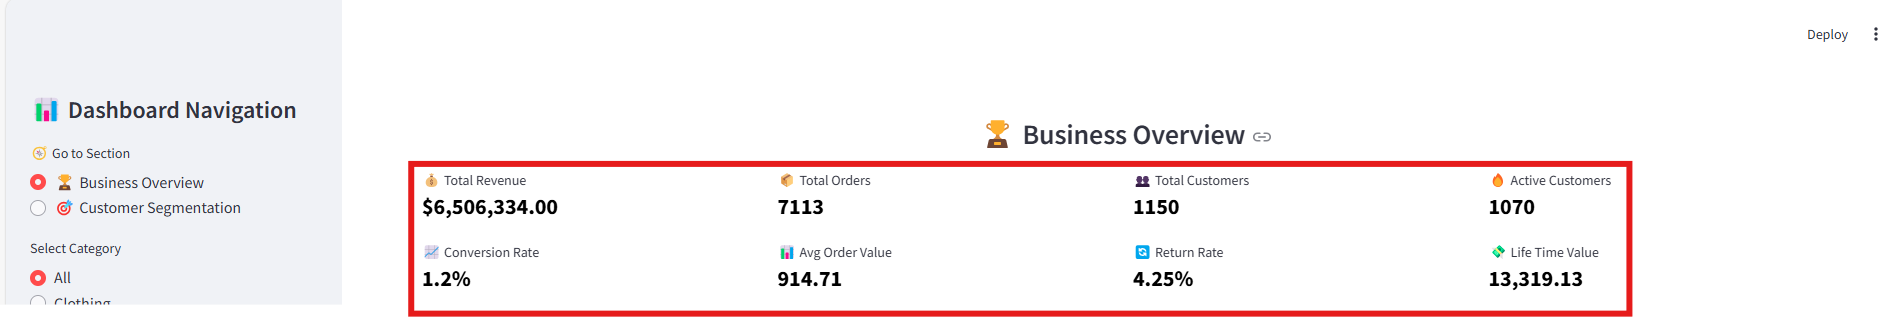 Deploy
Dashboard Navigation
Go to Section
Business Overview
Customer Segmentation
Select Category
All
Clothing
Business Overview
Total Revenue
$6,506,334.00
Total Orders
7113
Total Customers
1150
Active Customers
1070
Conversion Rate
1.2%
Avg Order Value
914.71
Return Rate
4.25%
Life Time Value
13,319.13